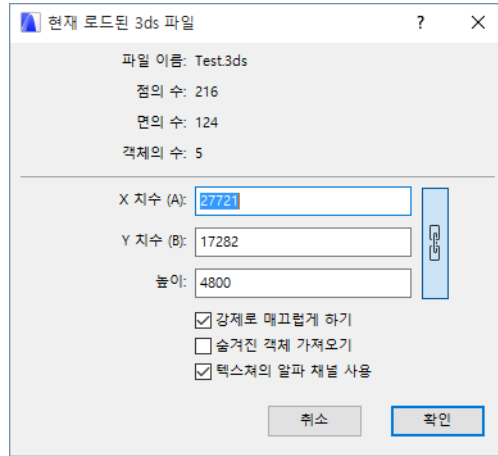 현재 로드된 3ds 파일 ?
파일 이름: Test.3ds
점의 수: 216
면의 수: 124
객체의 수: 5
X 치수 (A): 27721
Y 치수 (B): 17282
높이: 4800
강제로 매끄럽게 하기
숨겨진 객체 가져오기
텍스쳐의 알파 채널 사용
취소 확인